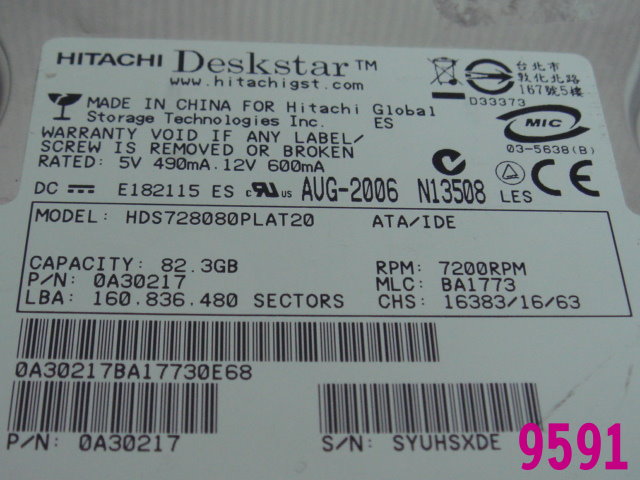 HITACHI Deskstar™
www.hitachigst.com
台北市
敦化北路
167號5樓
D33373
MADE IN CHINA FOR Hitachi Global
Storage Technologies Inc. ES
WARRANTY VOID IF ANY LABEL/
SCREW IS REMOVED OR BROKEN
RATED: 5V 490mA.12V 600mA
MIC
03-5638(B)
DC E182115 ES c UR us AUG-2006 N13508 LES CE
MODEL: HDS728080PLAT20 ATA/IDE
CAPACITY: 82.3GB RPM: 7200RPM
P/N: 0A30217 MLC: BA1773
LBA: 160.836.480 SECTORS CHS: 16383/16/63
0A30217BA17730E68
P/N: 0A30217 S/N: SYUHSXDE
9591